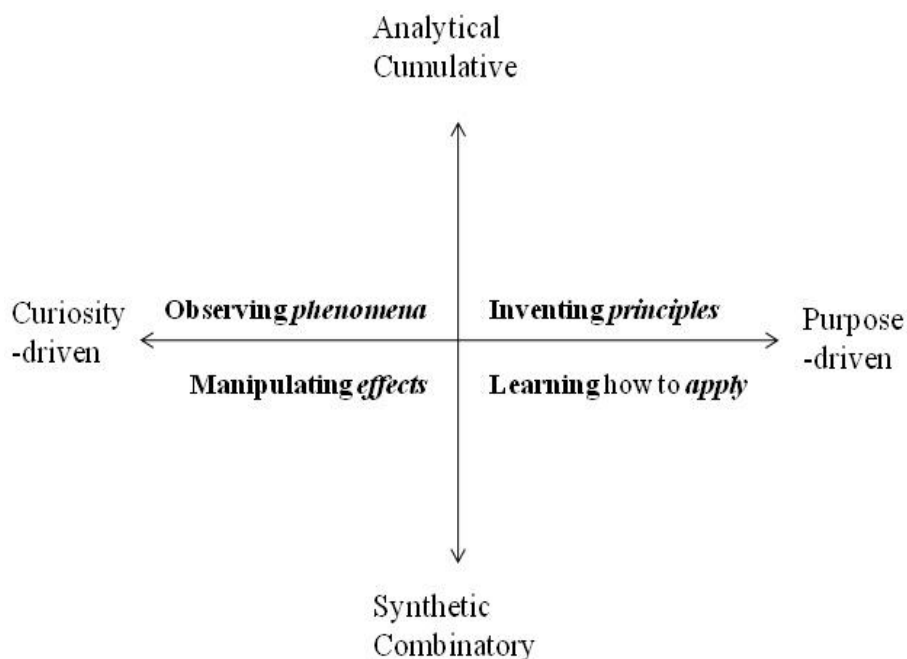 Analytical
Cumulative
Curiosity
-driven
Observing phenomena
Inventing principles
Purpose
-driven
Manipulating effects
Learning how to apply
Synthetic
Combinatory